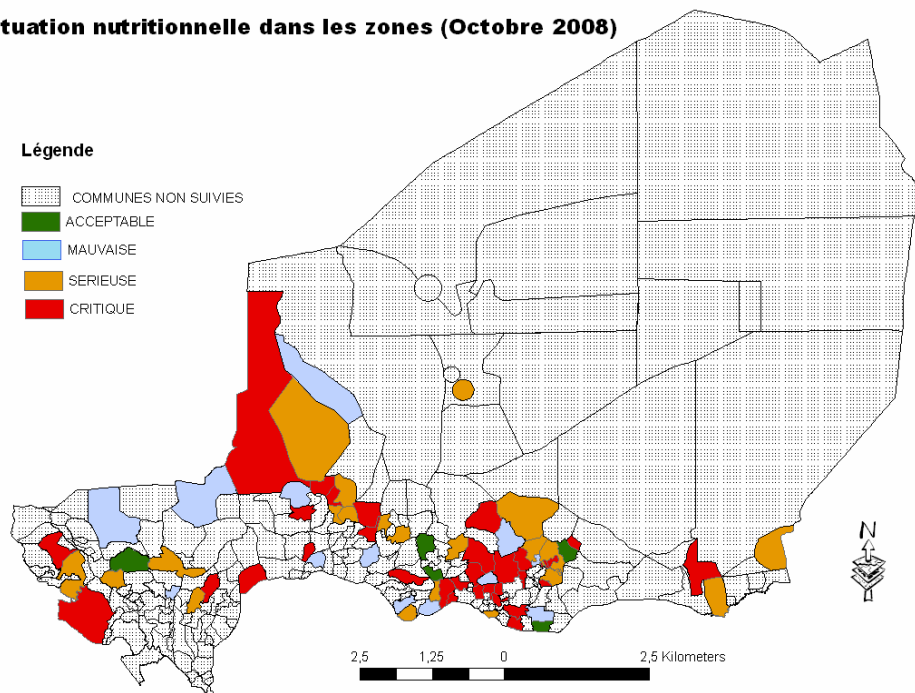 tuation nutritionnelle dans les zones (Octobre 2008)
Légende
COMMUNES NON SUIVIES
ACCEPTABLE
MAUVAISE
SERIEUSE
CRITIQUE
N
2,5 1,25 0 2,5 Kilometers